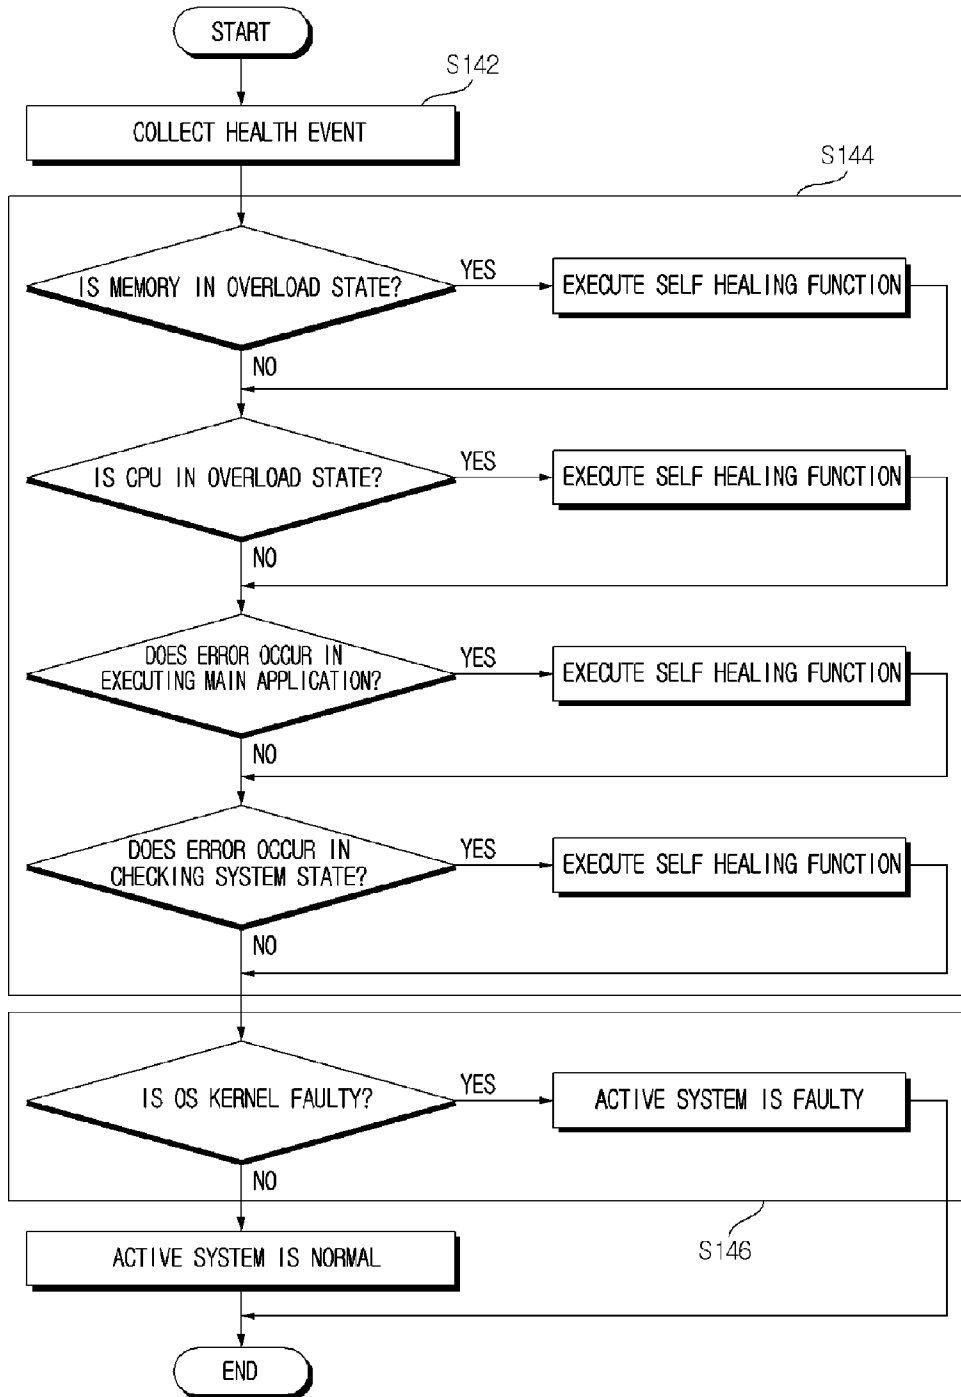 START
S142
COLLECT HEALTH EVENT
S144
IS MEMORY IN OVERLOAD STATE?
YES
EXECUTE SELF HEALING FUNCTION
NO
IS CPU IN OVERLOAD STATE?
YES
EXECUTE SELF HEALING FUNCTION
NO
DOES ERROR OCCUR IN
EXECUTING MAIN APPLICATION?
YES
EXECUTE SELF HEALING FUNCTION
NO
DOES ERROR OCCUR IN
CHECKING SYSTEM STATE?
YES
EXECUTE SELF HEALING FUNCTION
NO
IS OS KERNEL FAULTY?
YES
ACTIVE SYSTEM IS FAULTY
NO
S146
ACTIVE SYSTEM IS NORMAL
END